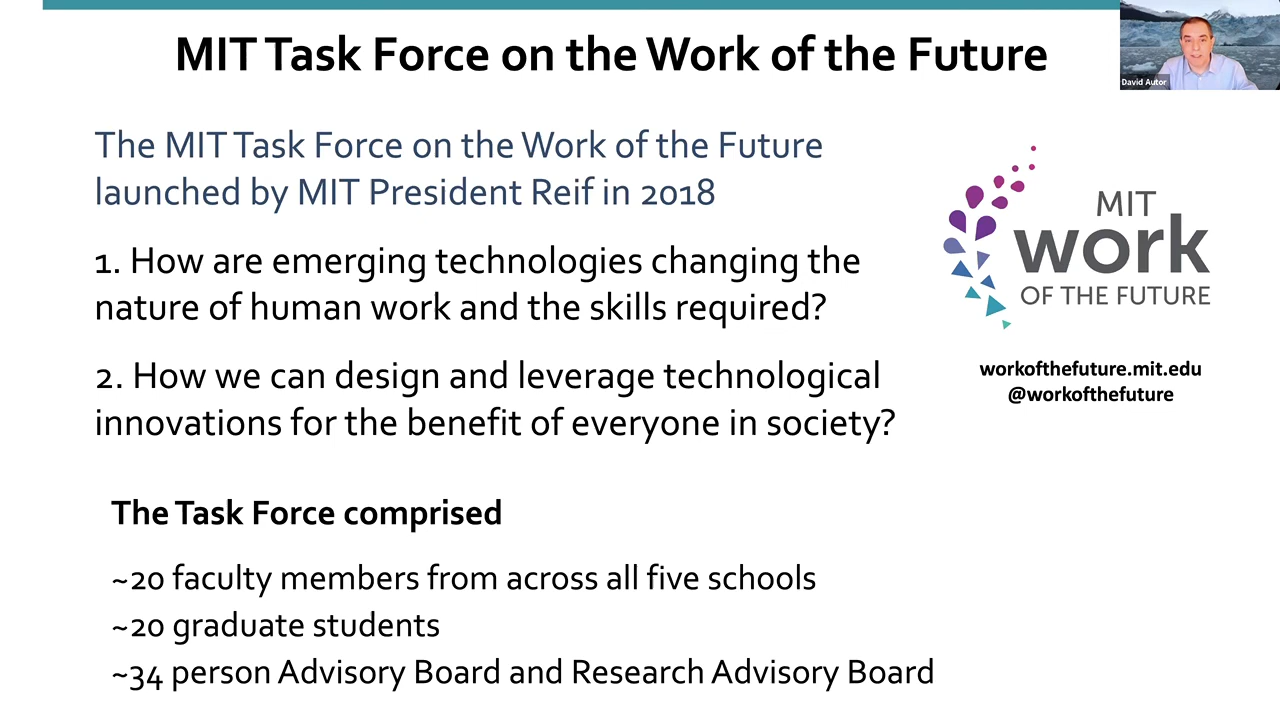 MIT Task Force on the Work of the Future
David Autor
The MIT Task Force on the Work of the Future
launched by MIT President Reif in 2018
1. How are emerging technologies changing the
nature of human work and the skills required?
2. How we can design and leverage technological
innovations for the benefit of everyone in society?
MIT
work
OF THE FUTURE
workofthefuture.mit.edu
@workofthefuture
The Task Force comprised
~20 faculty members from across all five schools
~20 graduate students
~34 person Advisory Board and Research Advisory Board